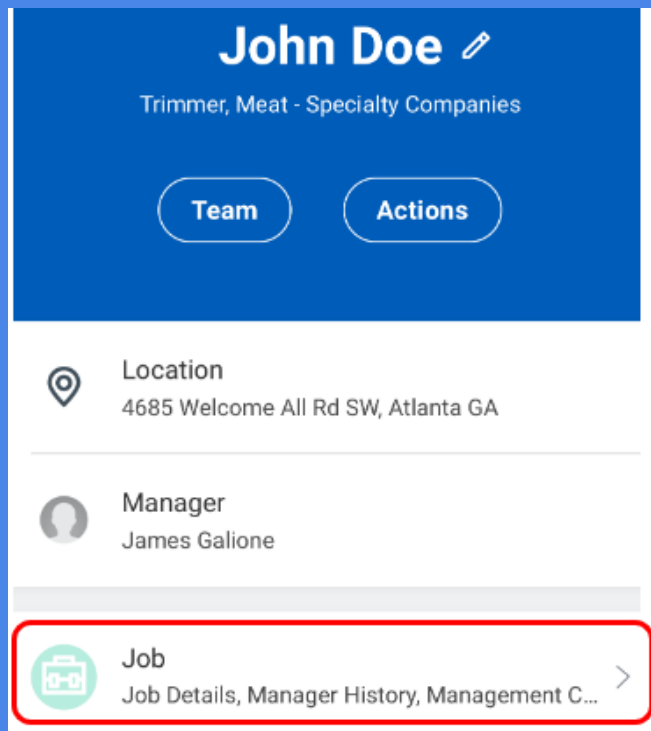 John Doe
Trimmer, Meat - Specialty Companies
Team
Actions
Location
4685 Welcome All Rd SW, Atlanta GA
Manager
James Galione
Job
Job Details, Manager History, Management C...